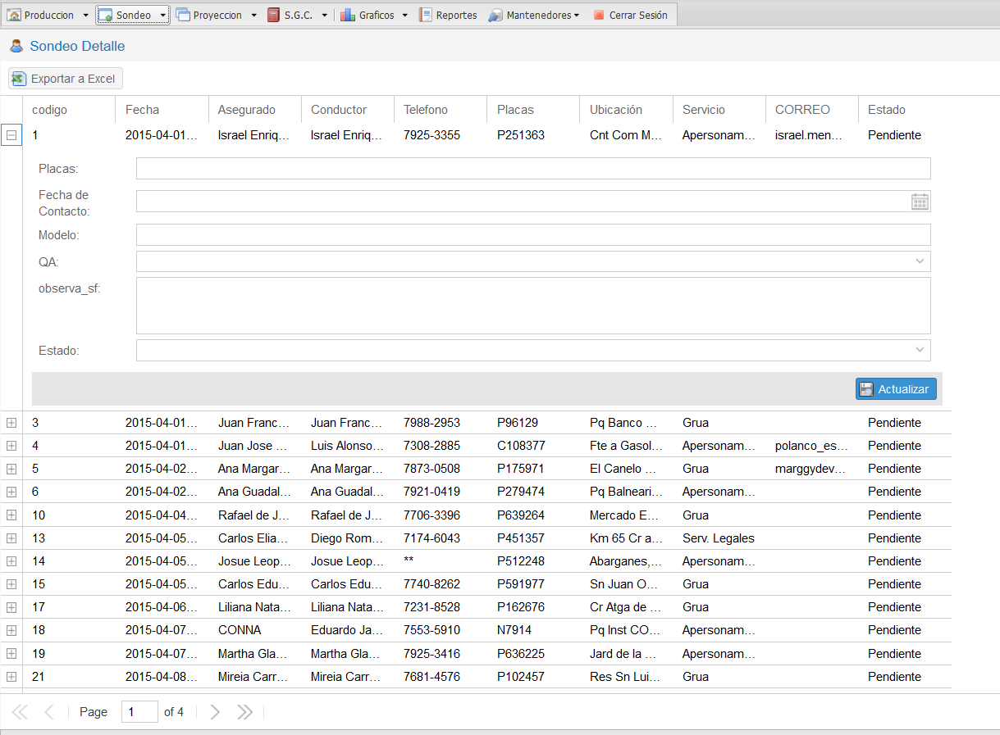 Produccion Sondeo Proyeccion S.G.C. Graficos Reportes Mantenedores Cerrar Sesión
Sondeo Detalle
Exportar a Excel
codigo Fecha Asegurado Conductor Telefono Placas Ubicación Servicio CORREO Estado
1 2015-04-01... Israel Enriq... Israel Enriq... 7925-3355 P251363 Cnt Com M... Apersonam... israel.men... Pendiente
Placas:
Fecha de
Contacto:
Modelo:
QA:
observa_sf:
Estado:
Actualizar
3 2015-04-01... Juan Franc... Juan Franc... 7988-2953 P96129 Pq Banco ... Grua Pendiente
4 2015-04-01... Juan Jose ... Luis Alonso... 7308-2885 C108377 Fte a Gasol... Apersonam... polanco_es... Pendiente
5 2015-04-02... Ana Margar... Ana Margar... 7873-0508 P175971 El Canelo ... Grua marggydev... Pendiente
6 2015-04-02... Ana Guadal... Ana Guadal... 7921-0419 P279474 Pq Balneari... Apersonam... Pendiente
10 2015-04-04... Rafael de J... Rafael de J... 7706-3396 P639264 Mercado E... Grua Pendiente
13 2015-04-05... Carlos Elia... Diego Rom... 7174-6043 P451357 Km 65 Cr a... Serv. Legales Pendiente
14 2015-04-05... Josue Leop... Josue Leop... ** P512248 Abarganes,... Apersonam... Pendiente
15 2015-04-05... Carlos Edu... Carlos Edu... 7740-8262 P591977 Sn Juan O... Grua Pendiente
17 2015-04-06... Liliana Nata... Liliana Nata... 7231-8528 P162676 Cr Atga de ... Grua Pendiente
18 2015-04-07... CONNA Eduardo Ja... 7553-5910 N7914 Pq Inst CO... Apersonam... Pendiente
19 2015-04-07... Martha Gla... Martha Gla... 7925-3416 P636225 Jard de la ... Apersonam... Pendiente
21 2015-04-08... Mireia Carr... Mireia Carr... 7681-4576 P102457 Res Sn Lui... Grua Pendiente
Page 1 of 4